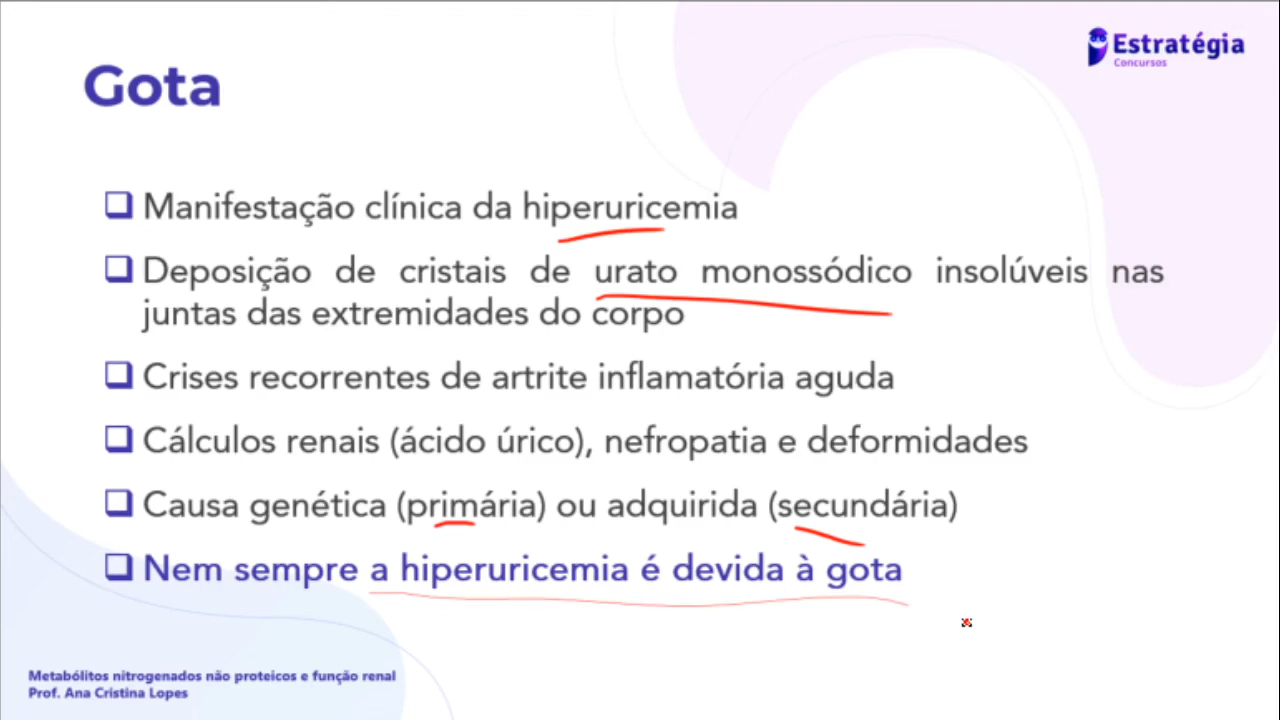 Estratégia
Concursos
Gota
Manifestação clínica da hiperuricemia
Deposição de cristais de urato monossódico insolúveis nas
juntas das extremidades do corpo
Crises recorrentes de artrite inflamatória aguda
Cálculos renais (ácido úrico), nefropatia e deformidades
Causa genética (primária) ou adquirida (secundária)
Nem sempre a hiperuricemia é devida à gota
Metabólitos nitrogenados não proteicos e função renal
Prof. Ana Cristina Lopes